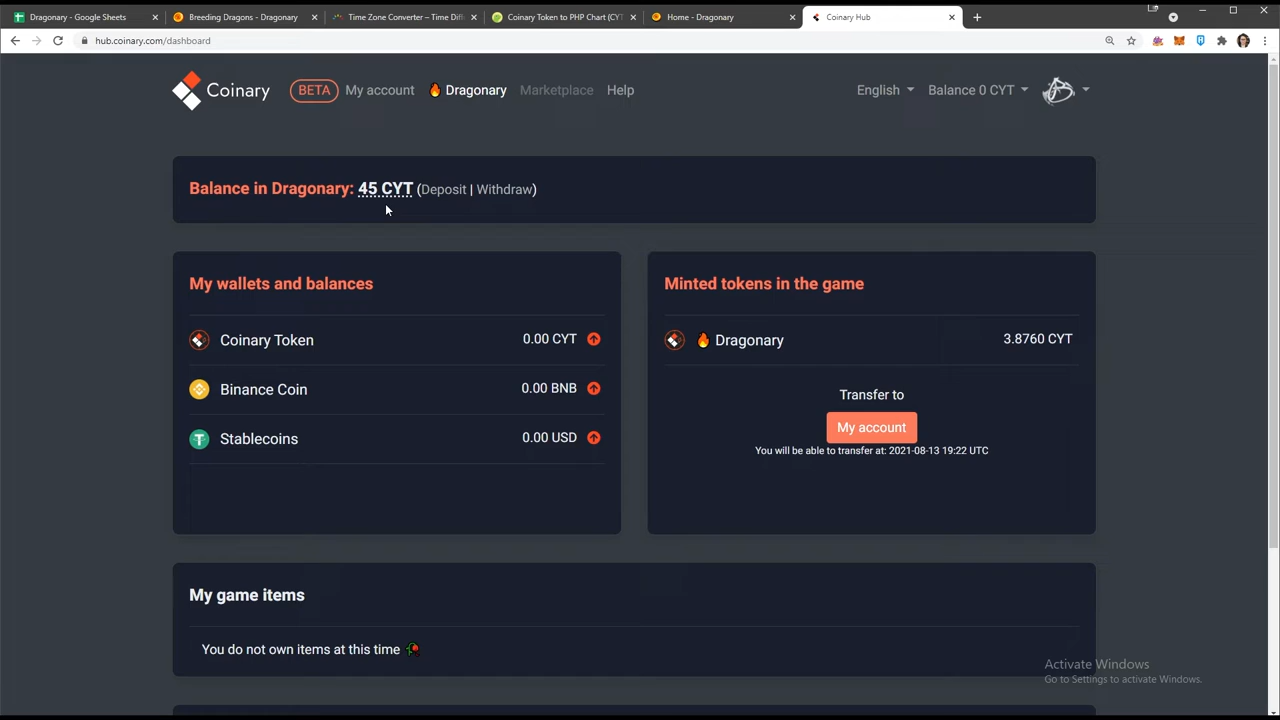 Dragonary - Google Sheets
Breeding Dragons - Dragonary
Time Zone Converter – Time Diff
Coinary Token to PHP Chart (CYT
Home - Dragonary
Coinary Hub
hub.coinary.com/dashboard
Coinary
BETA
My account
Dragonary
Marketplace
Help
English
Balance 0 CYT
Balance in Dragonary: 45 CYT (Deposit | Withdraw)
My wallets and balances
Coinary Token 0.00 CYT
Binance Coin 0.00 BNB
Stablecoins 0.00 USD
Minted tokens in the game
Dragonary 3.8760 CYT
Transfer to
My account
You will be able to transfer at: 2021-08-13 19:22 UTC
My game items
You do not own items at this time
Activate Windows
Go to Settings to activate Windows.